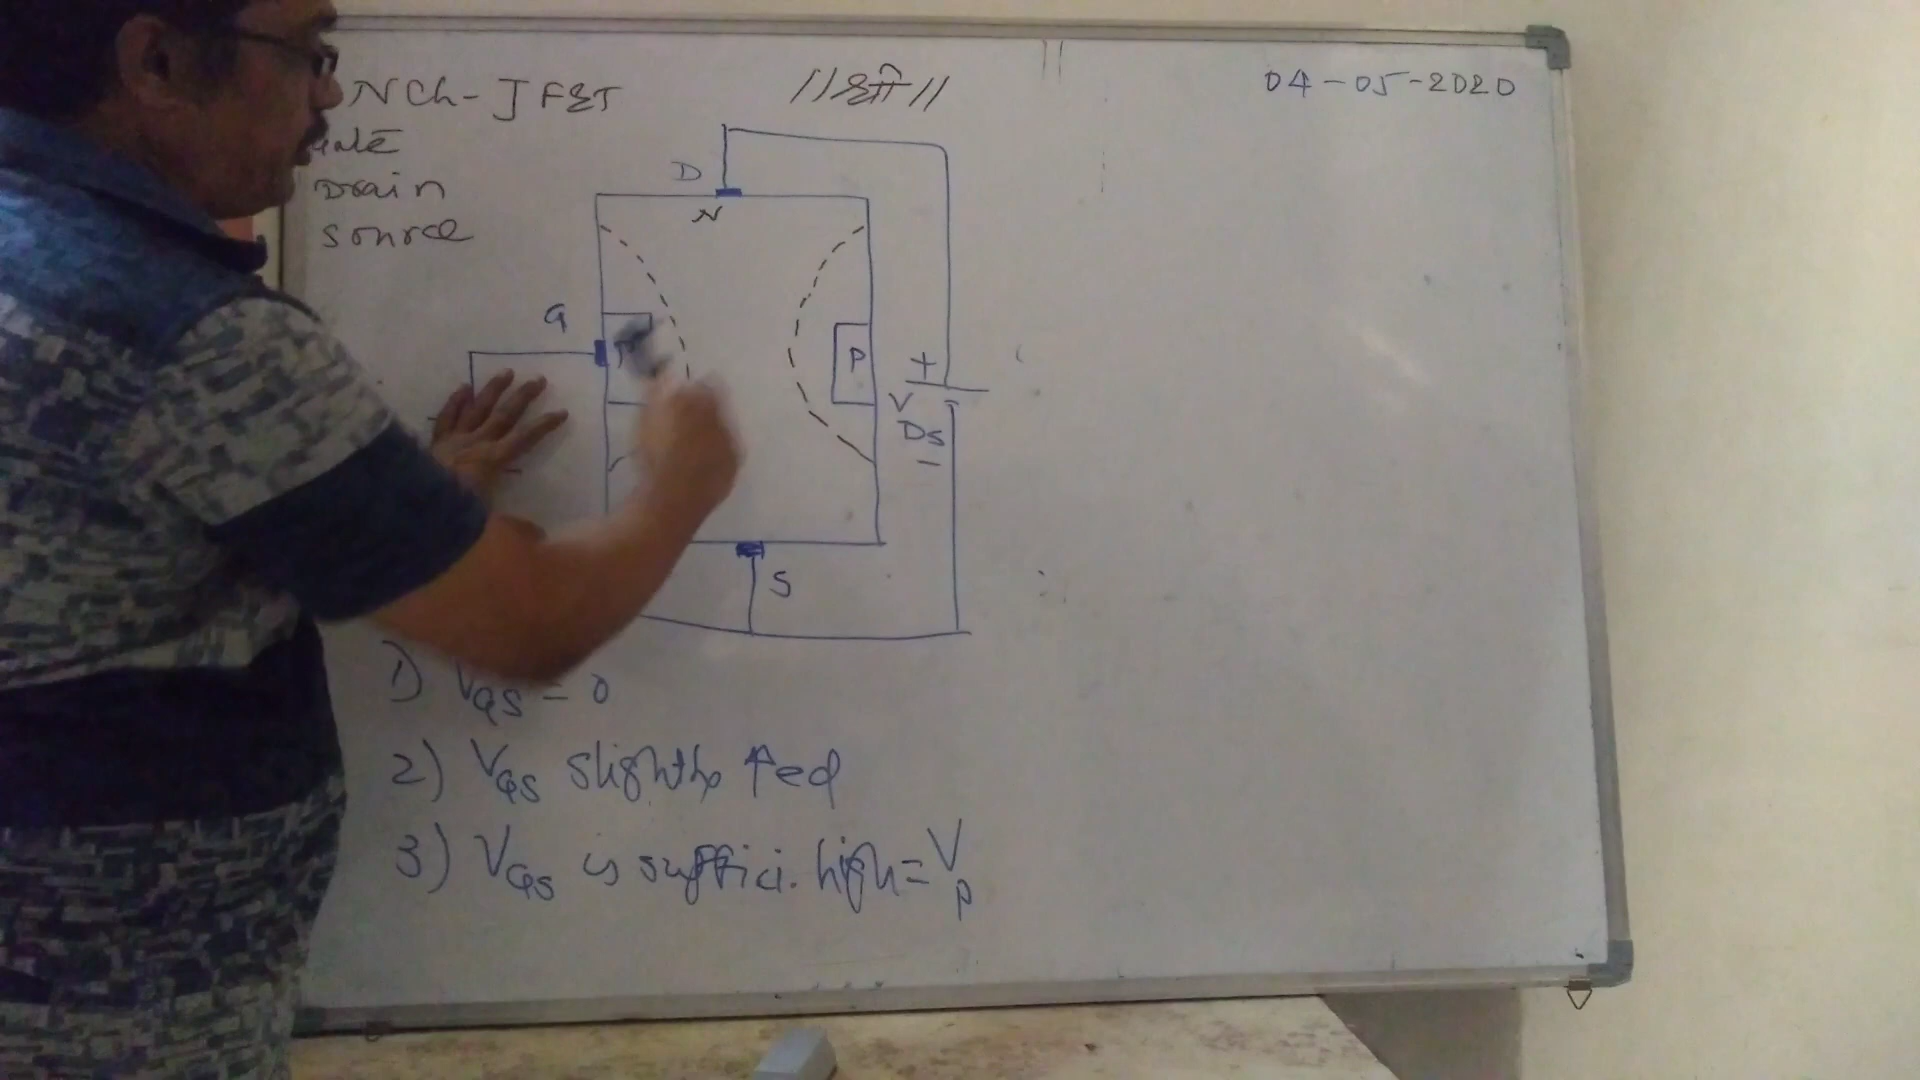 NCh-JFET
//श्री//
04-05-2020
Gate
Drain
Source
D
N
G
P
P
+
V
DS
-
S
1) VGS = 0
2) VGS slightly ↑ed
3) VGS is suffici. high = Vp